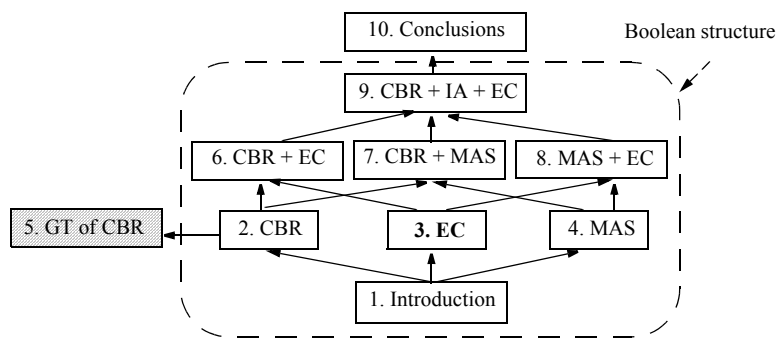 10. Conclusions
Boolean structure
9. CBR + IA + EC
6. CBR + EC
7. CBR + MAS
8. MAS + EC
5. GT of CBR
2. CBR
3. EC
4. MAS
1. Introduction